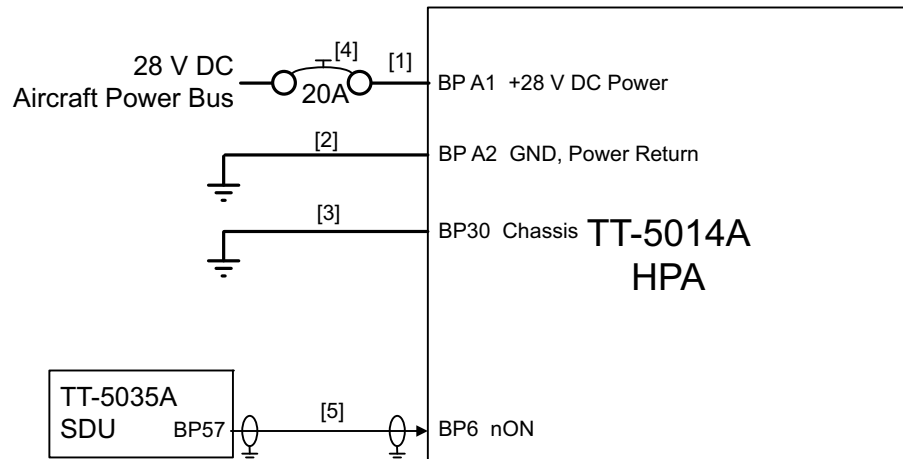 28 V DC
Aircraft Power Bus
[4]
20A
[1]
BP A1 +28 V DC Power
[2]
BP A2 GND, Power Return
[3]
BP30 Chassis
TT-5014A
HPA
TT-5035A
SDU
BP57
[5]
BP6 nON